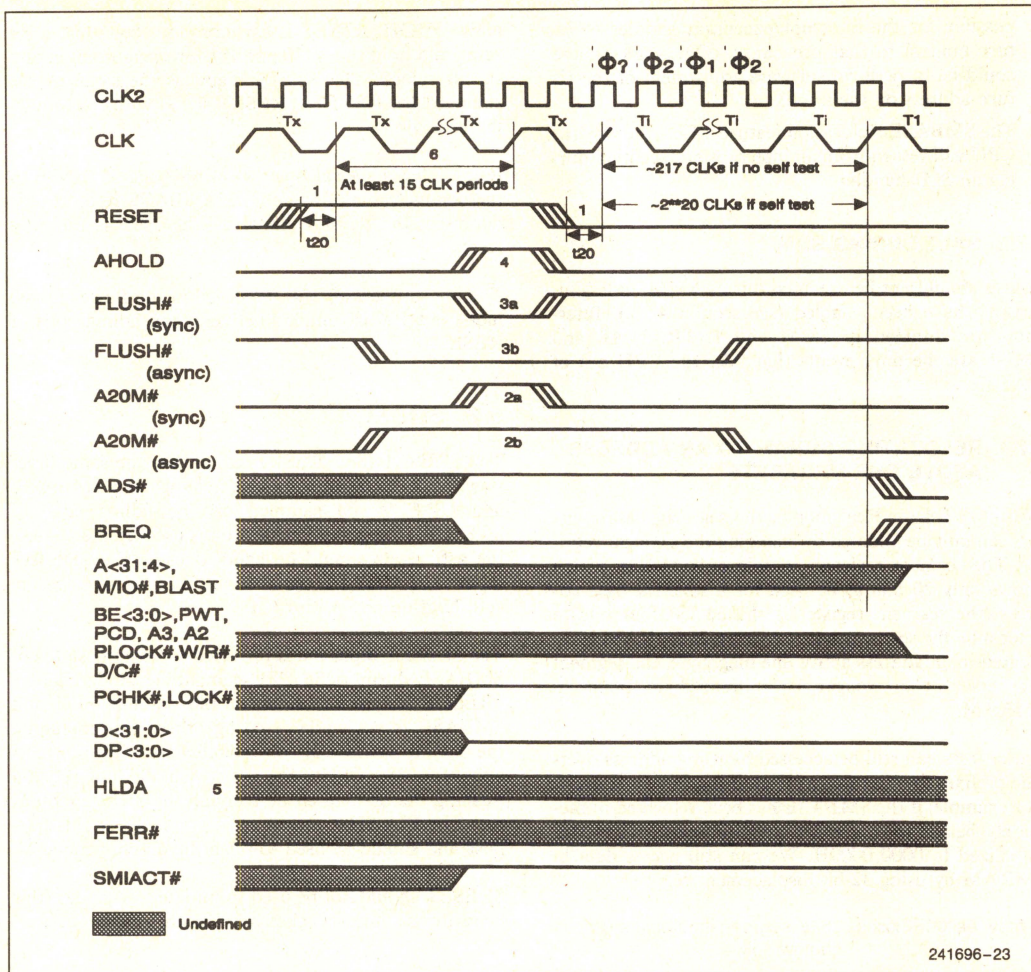 Φ? Φ2 Φ1 Φ2
CLK2
Tx Tx Tx Tx Ti Ti Ti T1
CLK
6
At least 15 CLK periods
~217 CLKs if no self test
1
RESET
1
~2**20 CLKs if self test
t20
t20
AHOLD
4
FLUSH#
(sync)
3a
FLUSH#
(async)
3b
A20M#
(sync)
2a
A20M#
(async)
2b
ADS#
BREQ
A<31:4>,
M/IO#,BLAST
BE<3:0>, PWT,
PCD, A3, A2
PLOCK#,W/R#,
D/C#
PCHK#,LOCK#
D<31:0>
DP<3:0>
HLDA 5
FERR#
SMIACT#
Undefined
241696-23